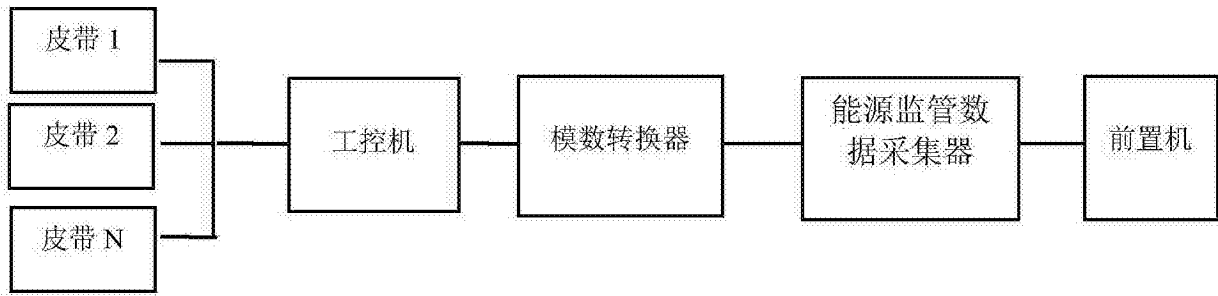 皮带 1
皮带 2
皮带 N
工控机
模数转换器
能源监管数
据采集器
前置机